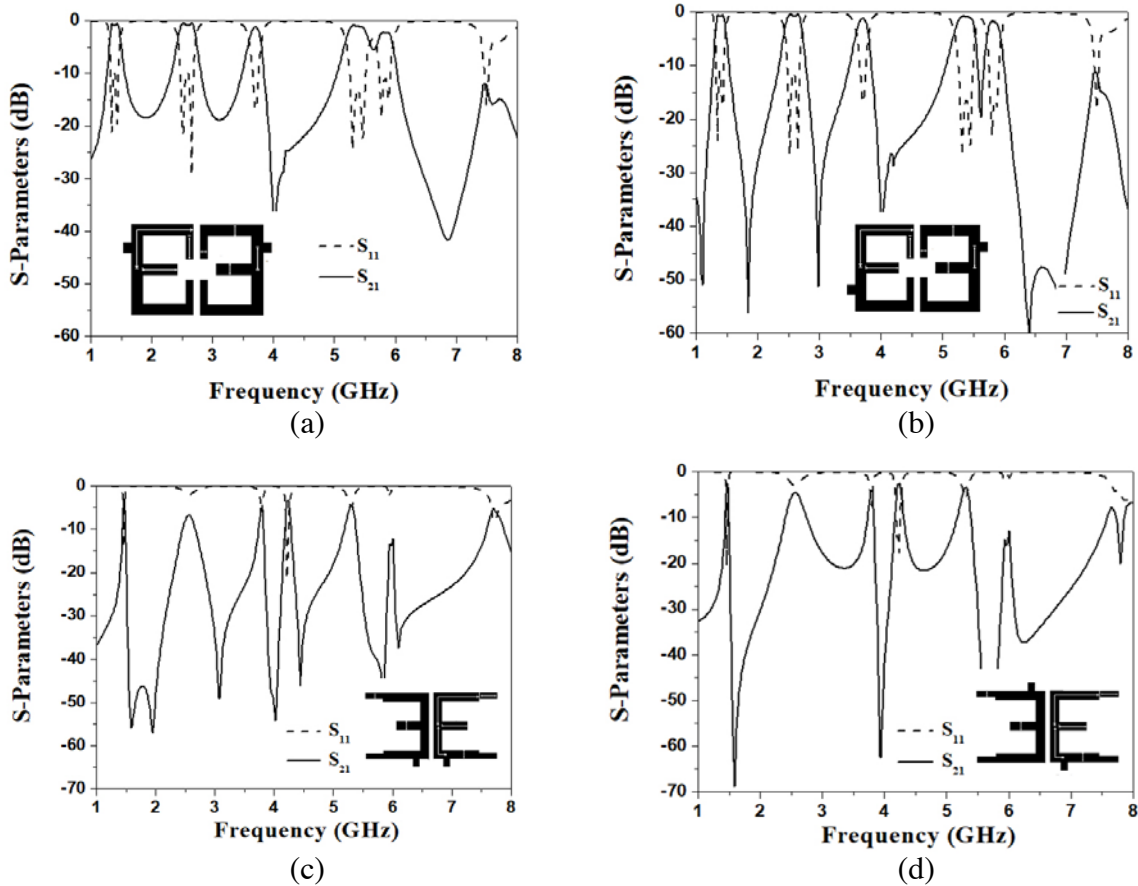 0
-10
-20
-30
-40
-50
-60
S-Parameters (dB)
S11
S21
1 2 3 4 5 6 7 8
Frequency (GHz)
(a)
0
-10
-20
-30
-40
-50
-60
S-Parameters (dB)
S11
S21
1 2 3 4 5 6 7 8
Frequency (GHz)
(b)
0
-10
-20
-30
-40
-50
-60
-70
S-Parameters (dB)
S11
S21
1 2 3 4 5 6 7 8
Frequency (GHz)
(c)
0
-10
-20
-30
-40
-50
-60
-70
S-Parameters (dB)
S11
S21
1 2 3 4 5 6 7 8
Frequency (GHz)
(d)